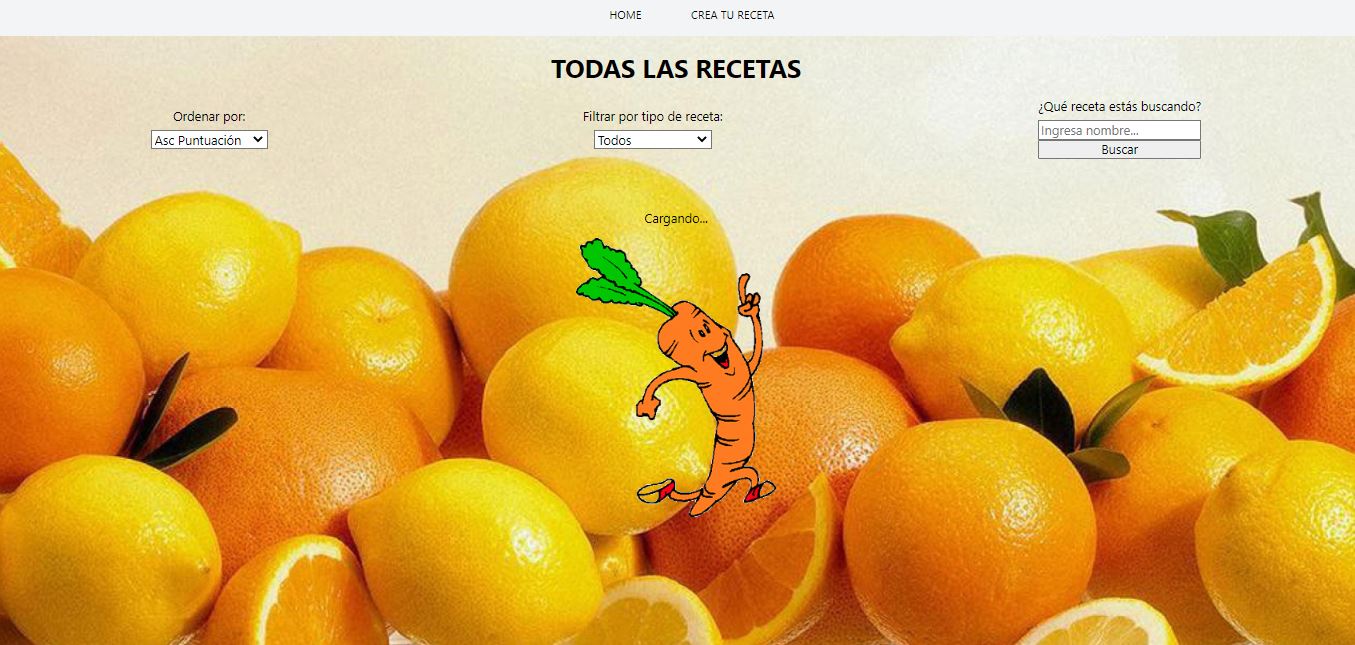 HOME
CREA TU RECETA
TODAS LAS RECETAS
Ordenar por:
Asc Puntuación
Filtrar por tipo de receta:
Todos
¿Qué receta estás buscando?
Ingresa nombre...
Buscar
Cargando...